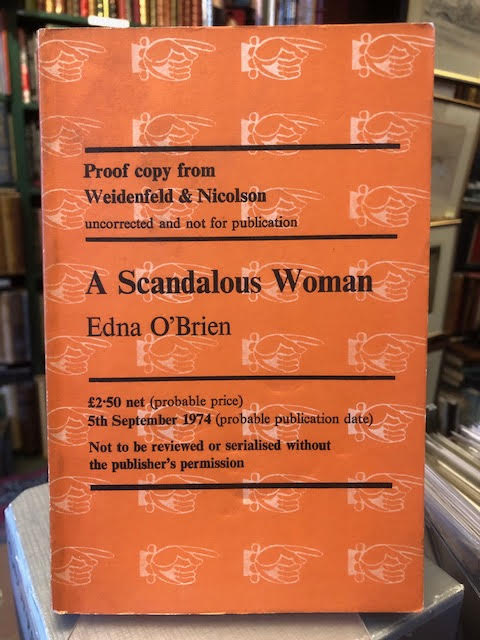 Proof copy from
Weidenfeld & Nicolson
uncorrected and not for publication
A Scandalous Woman
Edna O'Brien
£2·50 net (probable price)
5th September 1974 (probable publication date)
Not to be reviewed or serialised without
the publisher's permission